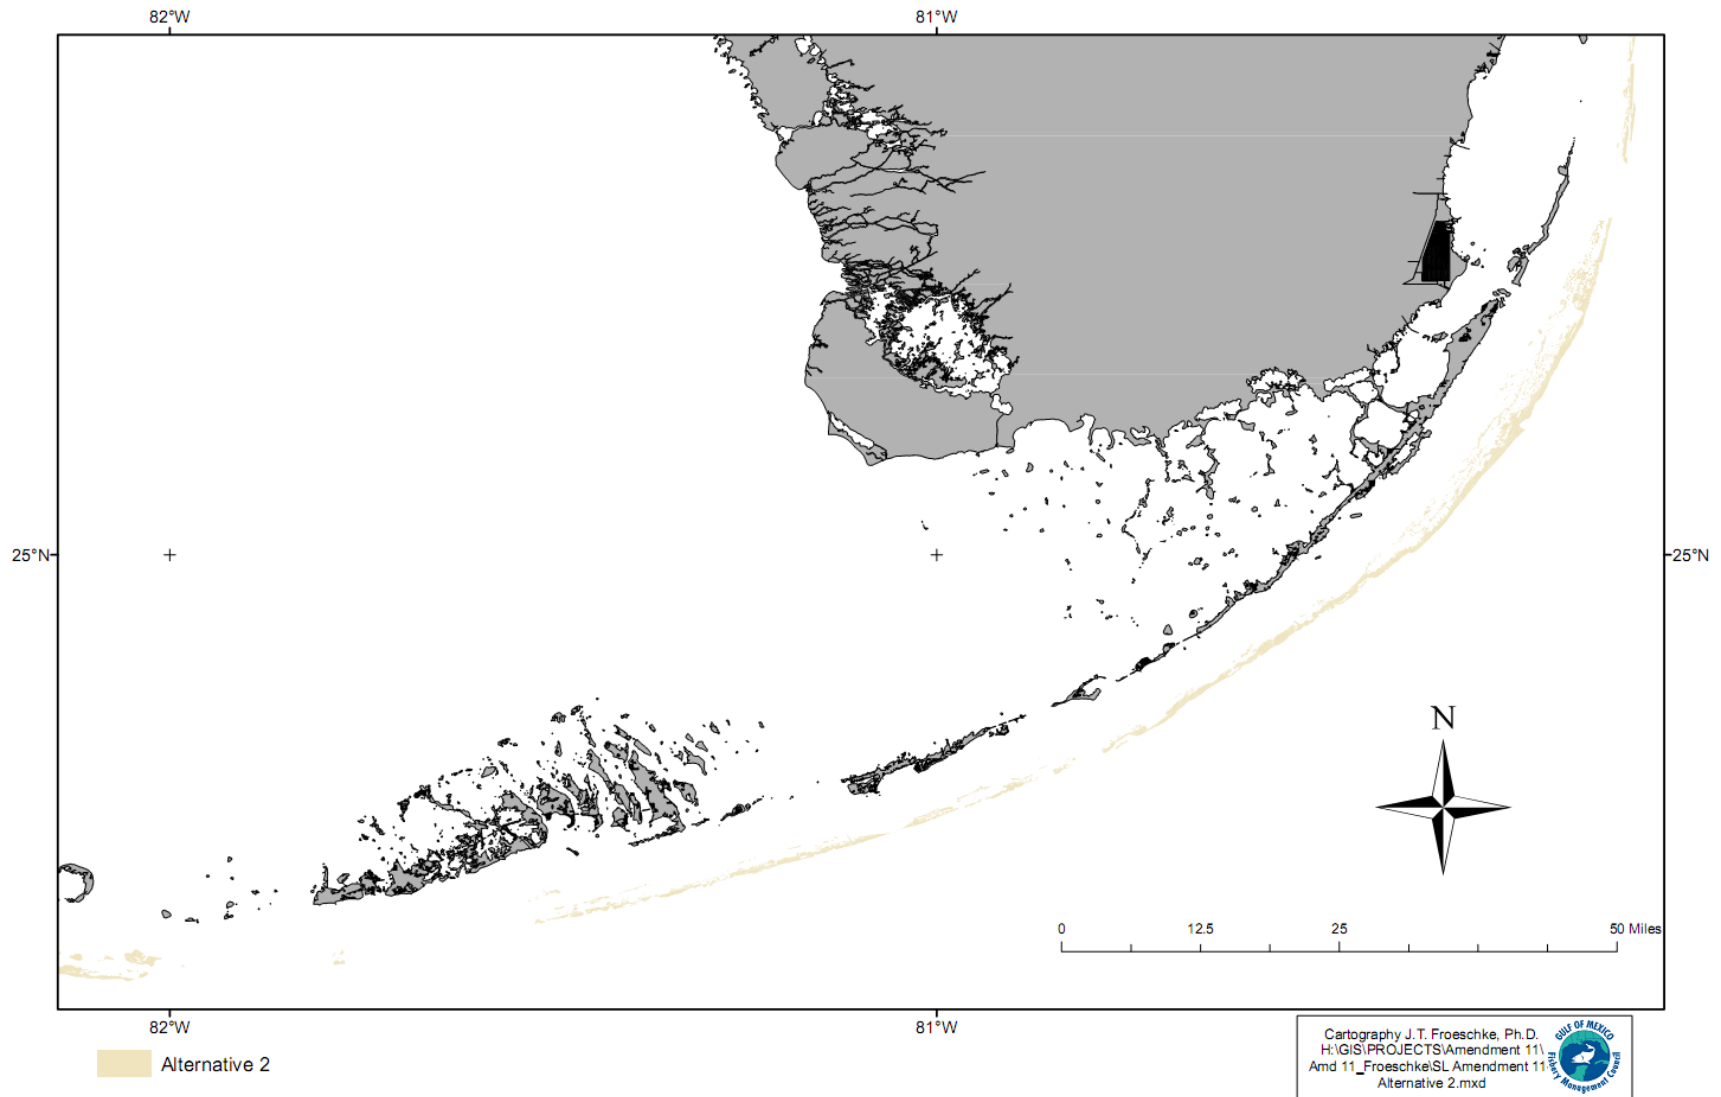 82°W
81°W
25°N
25°N
N
0
12.5
25
50 Miles
82°W
81°W
Alternative 2
Cartography J.T. Froeschke, Ph.D.
H:\GIS\PROJECTS\Amendment 11\
Amd 11_Froeschke\SL Amendment 11
Alternative 2.mxd
GULF OF MEXICO
Fishery Management Council